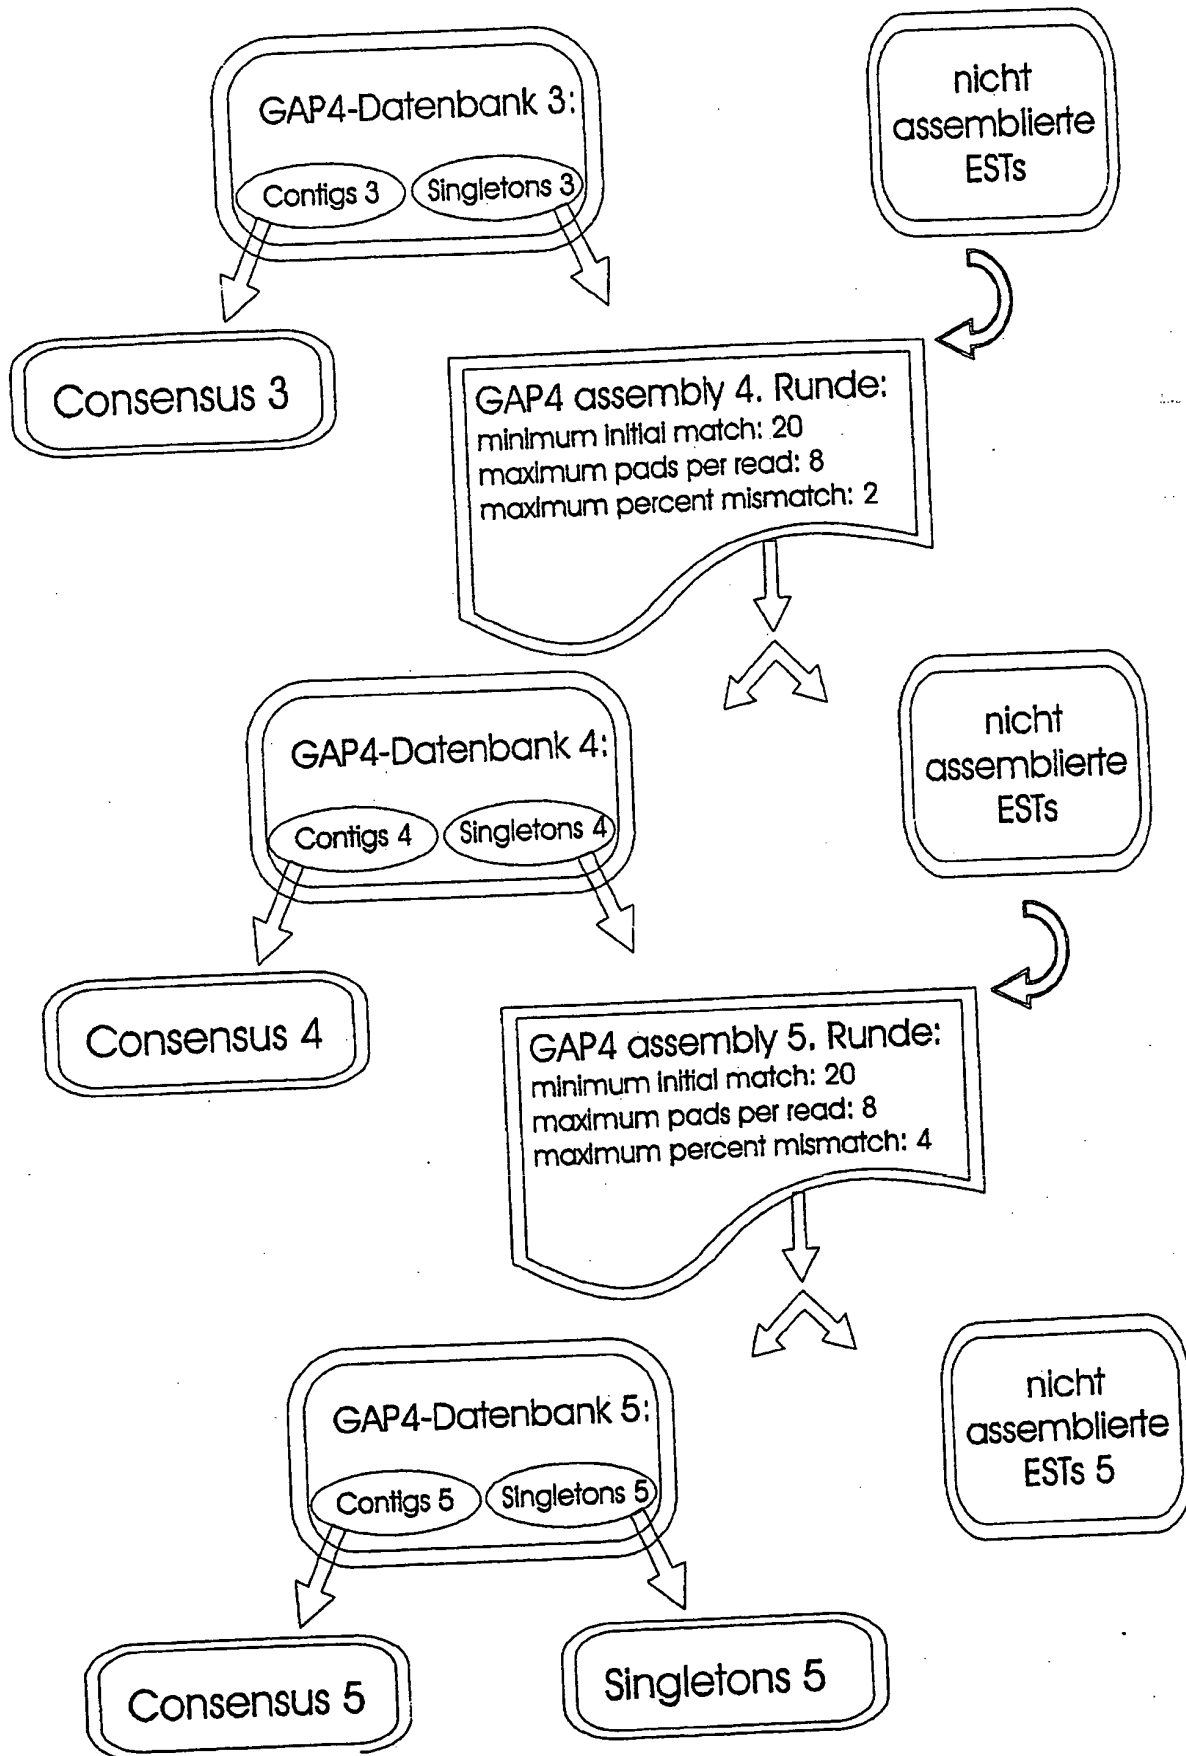 GAP4-Datenbank 3:
Contigs 3
Singletons 3
nicht
assemblierte
ESTs
Consensus 3
GAP4 assembly 4. Runde:
minimum initial match: 20
maximum pads per read: 8
maximum percent mismatch: 2
GAP4-Datenbank 4:
Contigs 4
Singletons 4
nicht
assemblierte
ESTs
Consensus 4
GAP4 assembly 5. Runde:
minimum initial match: 20
maximum pads per read: 8
maximum percent mismatch: 4
GAP4-Datenbank 5:
Contigs 5
Singletons 5
nicht
assemblierte
ESTs 5
Consensus 5
Singletons 5